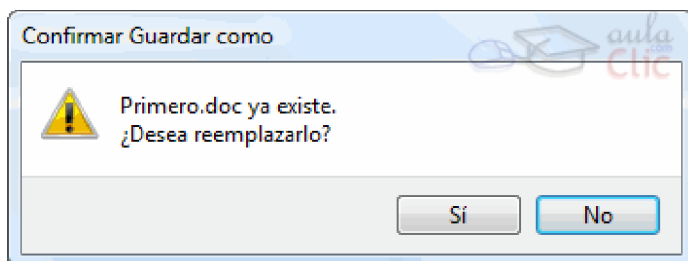 Confirmar Guardar como
aula
.com
Clic
Primero.doc ya existe.
¿Desea reemplazarlo?
Sí
No